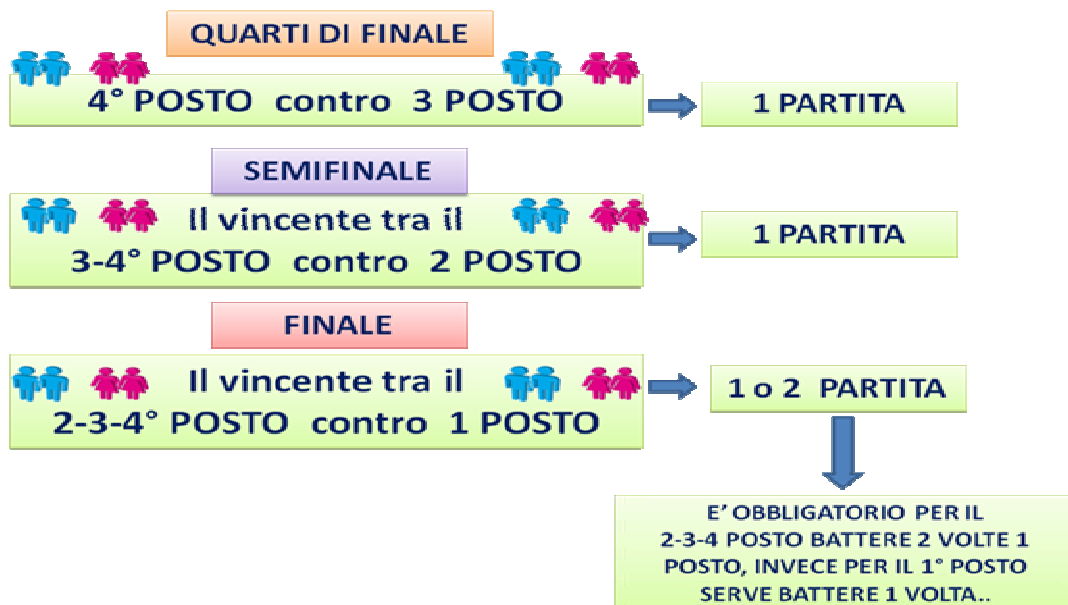 QUARTI DI FINALE
4° POSTO contro 3 POSTO
1 PARTITA
SEMIFINALE
Il vincente tra il
3-4° POSTO contro 2 POSTO
1 PARTITA
FINALE
Il vincente tra il
2-3-4° POSTO contro 1 POSTO
1 o 2 PARTITA
E' OBBLIGATORIO PER IL
2-3-4 POSTO BATTERE 2 VOLTE 1
POSTO, INVECE PER IL 1° POSTO
SERVE BATTERE 1 VOLTA..